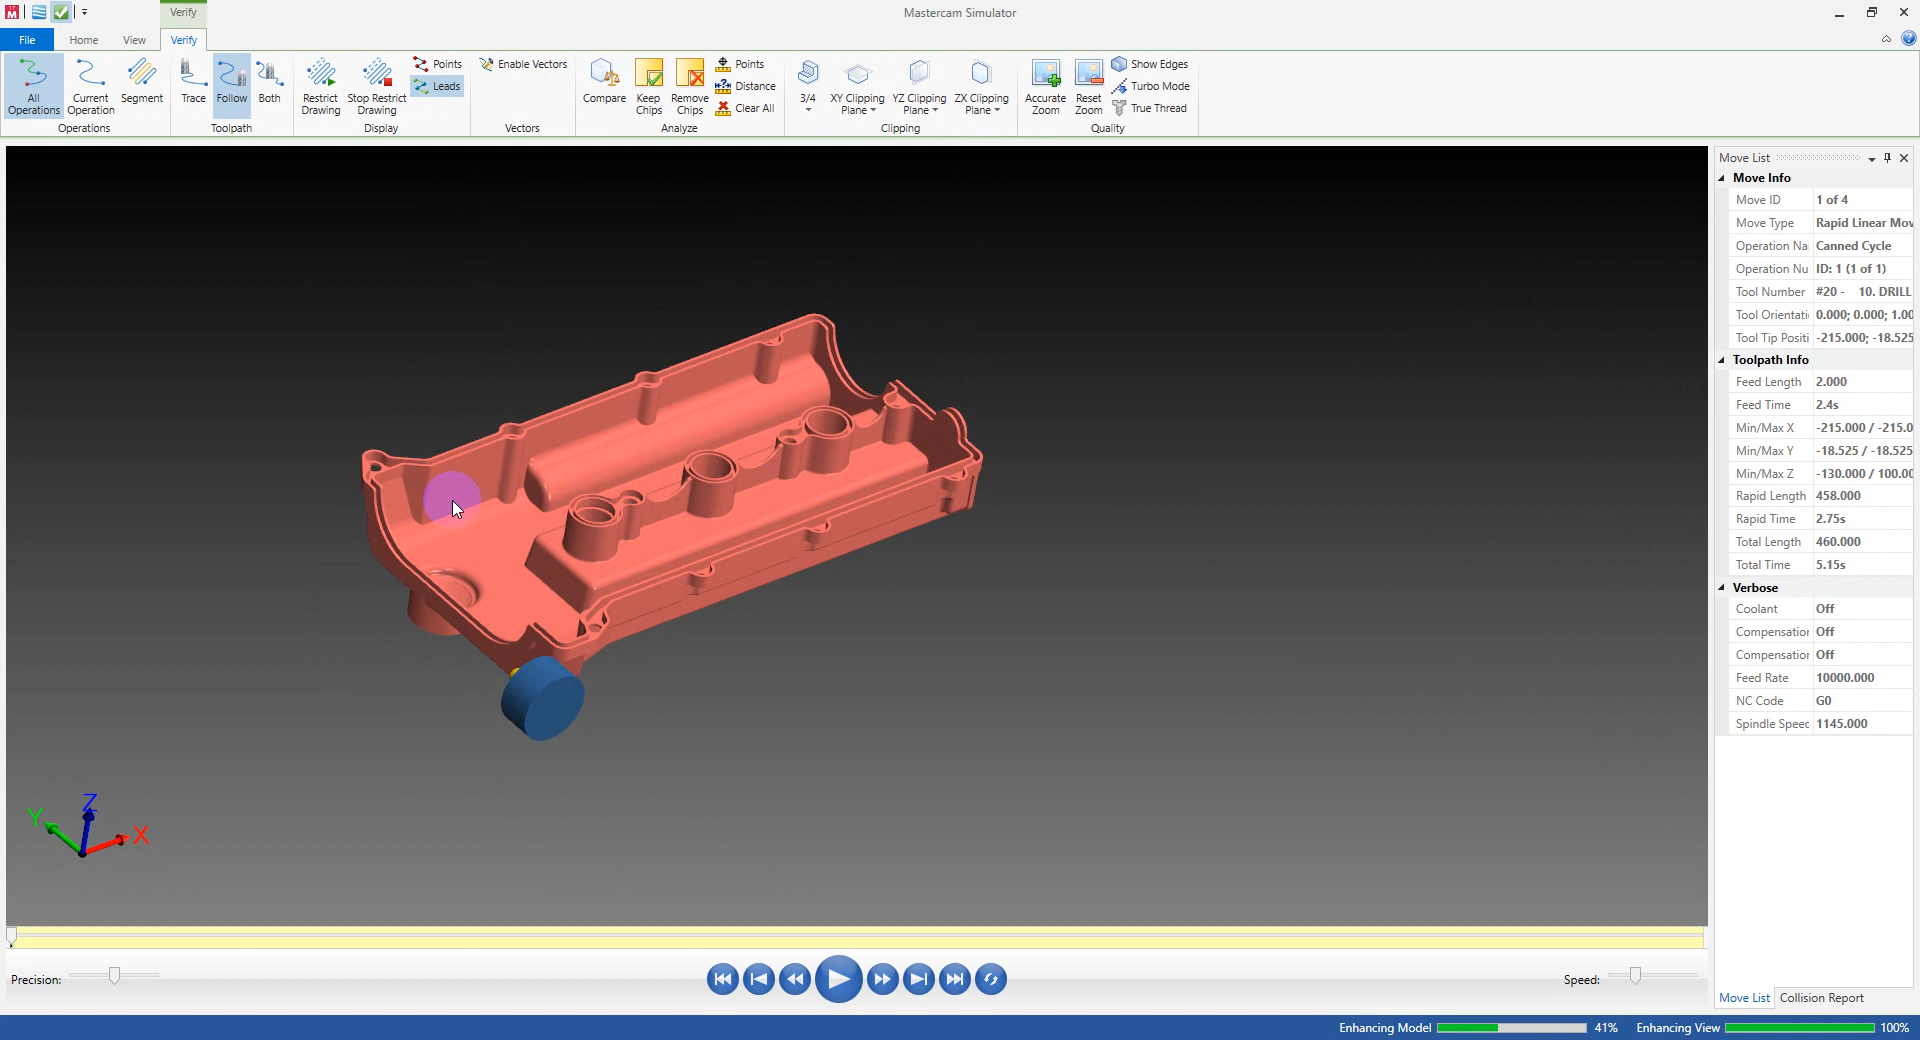 Verify
Mastercam Simulator
File
Home
View
Verify
All Operations
Current Operation
Segment
Operations
Trace
Follow
Both
Toolpath
Restrict Drawing
Stop Restrict Drawing
Points
Leads
Display
Enable Vectors
Vectors
Compare
Keep Chips
Remove Chips
Points
Distance
Clear All
Analyze
3/4
XY Clipping Plane
YZ Clipping Plane
ZX Clipping Plane
Clipping
Accurate Zoom
Reset Zoom
Show Edges
Turbo Mode
True Thread
Quality
Move List
Move Info
Move ID 1 of 4
Move Type Rapid Linear Mov
Operation Na Canned Cycle
Operation Nu ID: 1 (1 of 1)
Tool Number #20 - 10. DRILL
Tool Orientati 0.000; 0.000; 1.00
Tool Tip Positi -215.000; -18.525
Toolpath Info
Feed Length 2.000
Feed Time 2.4s
Min/Max X -215.000 / -215.0
Min/Max Y -18.525 / -18.525
Min/Max Z -130.000 / 100.00
Rapid Length 458.000
Rapid Time 2.75s
Total Length 460.000
Total Time 5.15s
Verbose
Coolant Off
Compensation Off
Compensation Off
Feed Rate 10000.000
NC Code G0
Spindle Speed 1145.000
Z
Y
X
Precision:
Speed:
Move List
Collision Report
Enhancing Model 41%
Enhancing View 100%